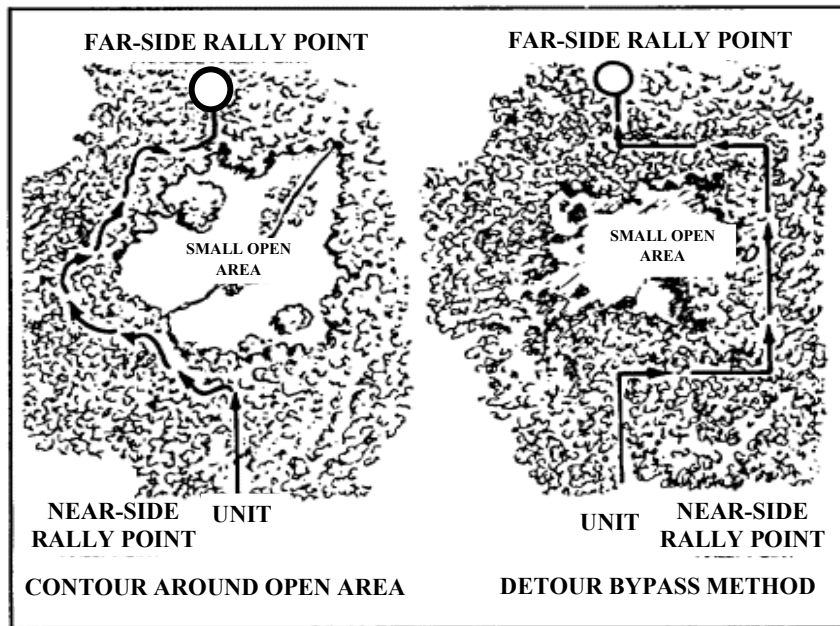 FAR-SIDE RALLY POINT
SMALL OPEN
AREA
NEAR-SIDE
RALLY POINT
UNIT
CONTOUR AROUND OPEN AREA
FAR-SIDE RALLY POINT
SMALL OPEN
AREA
UNIT
NEAR-SIDE
RALLY POINT
DETOUR BYPASS METHOD